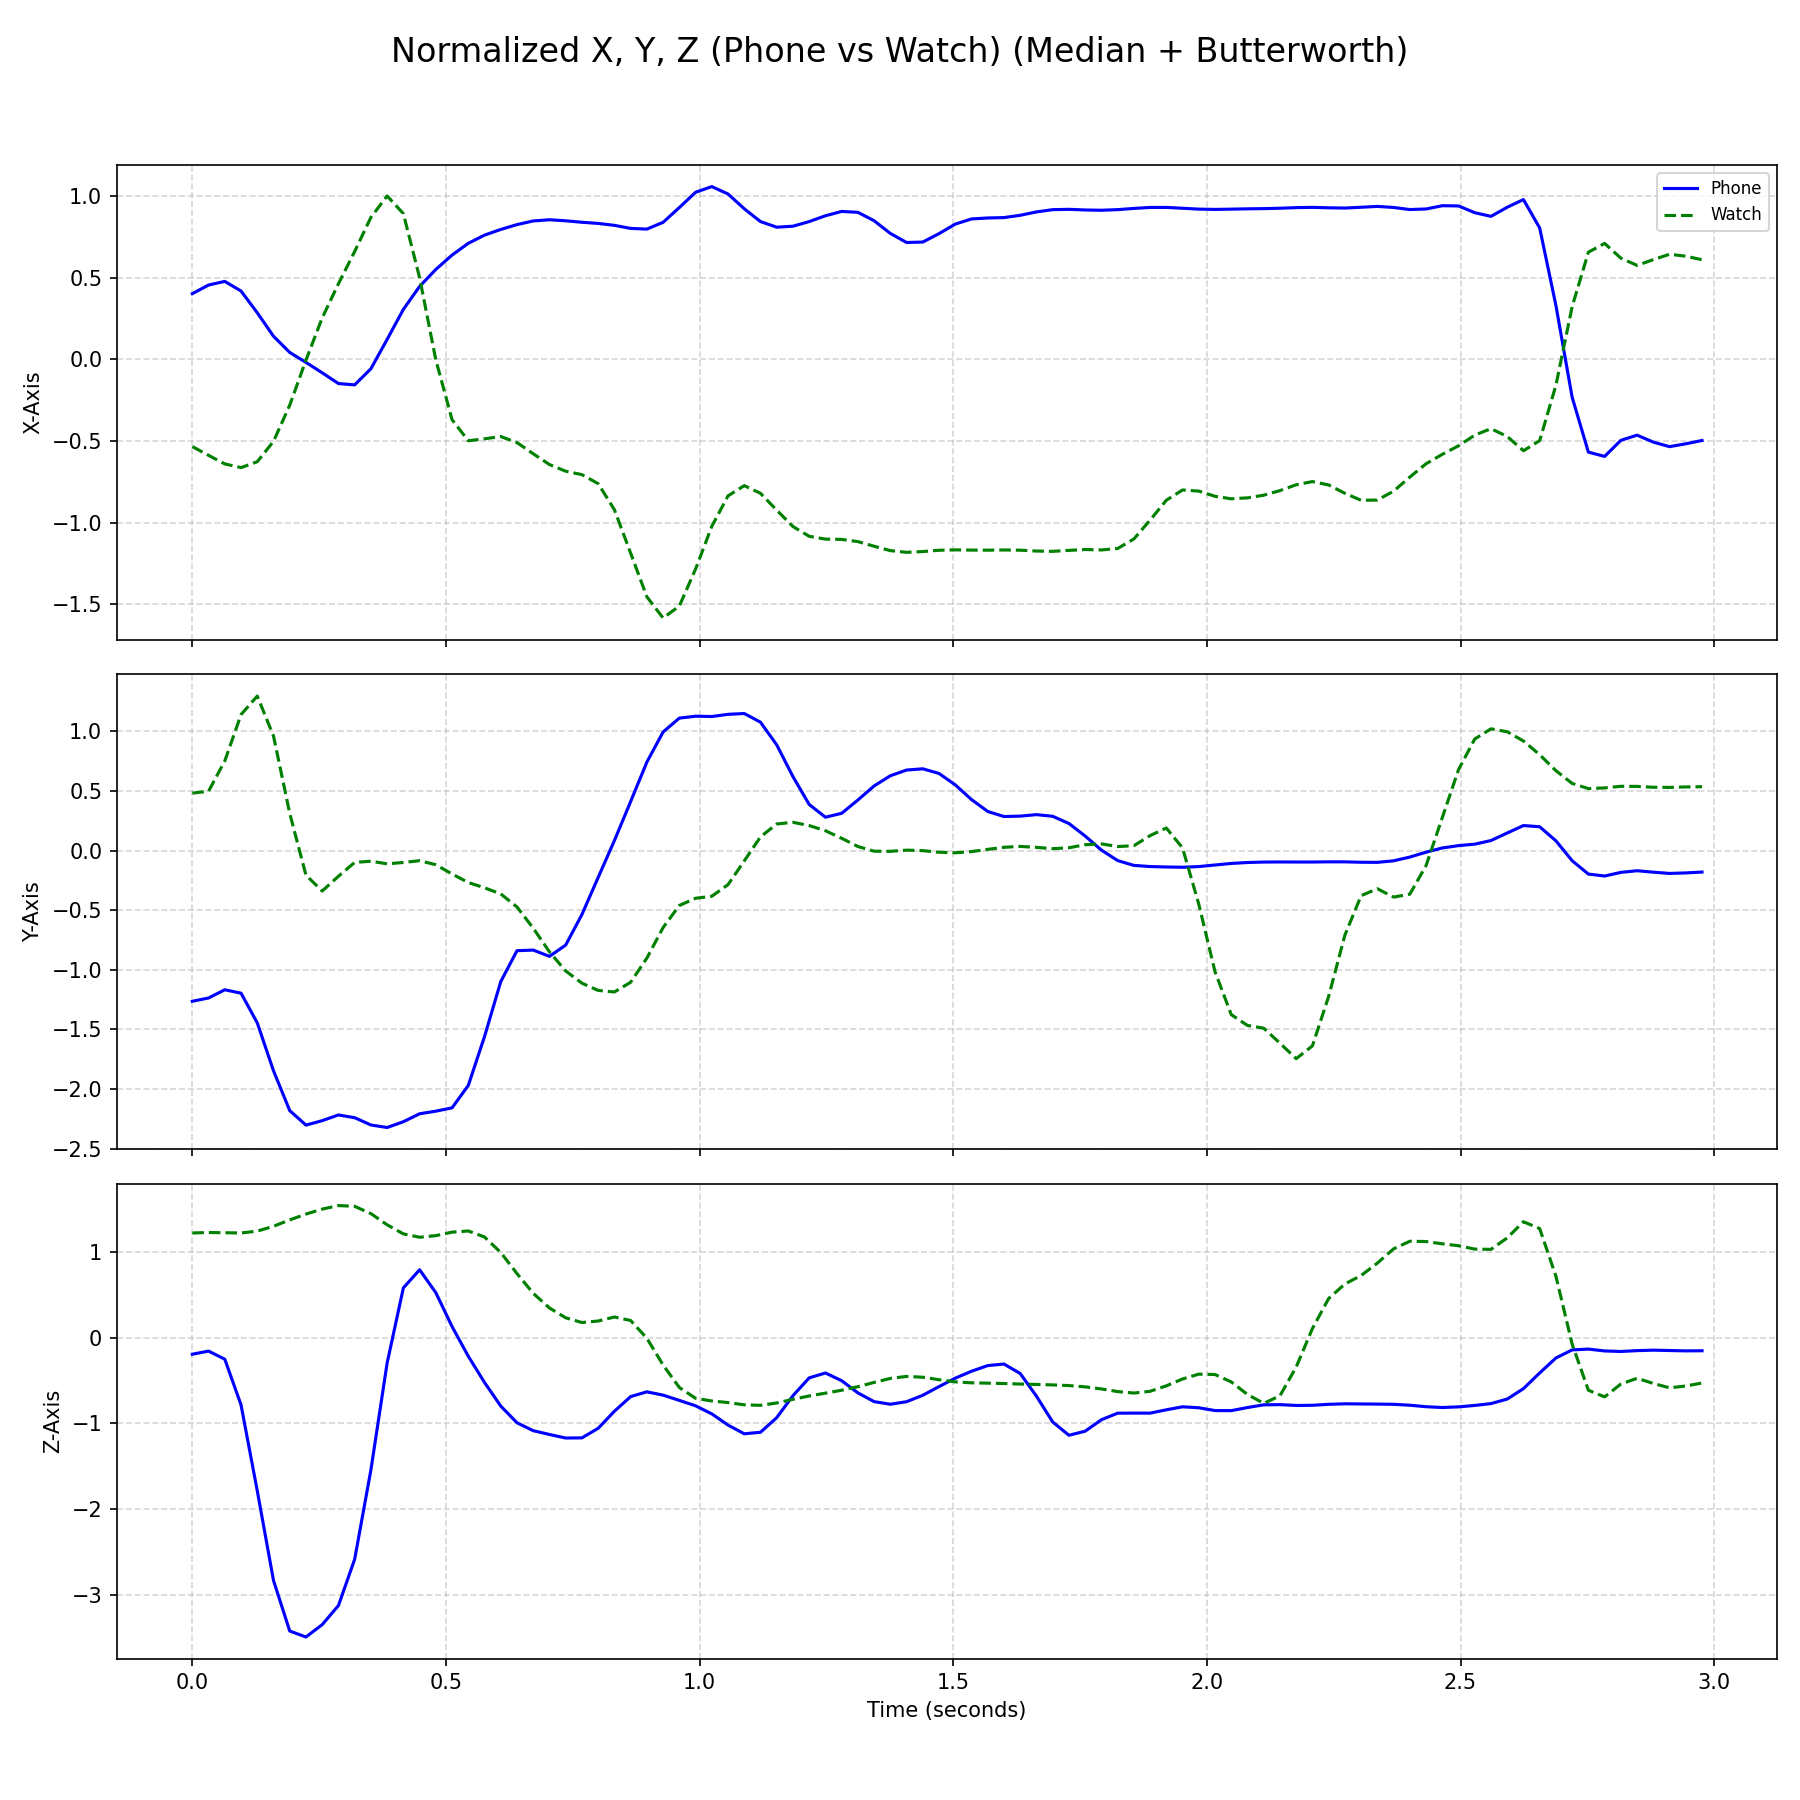 Normalized X, Y, Z (Phone vs Watch) (Median + Butterworth)
Phone
Watch
1.0
0.5
0.0
−0.5
−1.0
−1.5
X-Axis
1.0
0.5
0.0
−0.5
−1.0
−1.5
−2.0
−2.5
Y-Axis
1
0
−1
−2
−3
Z-Axis
0.0 0.5 1.0 1.5 2.0 2.5 3.0
Time (seconds)